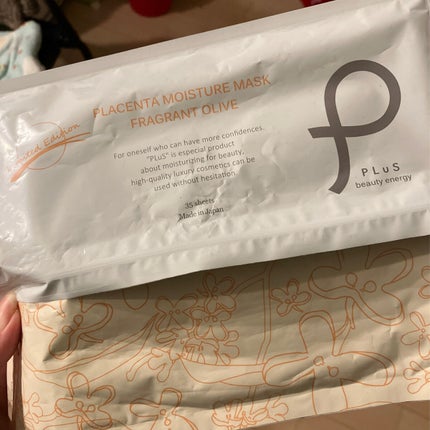 Edition
PLACENTA MOISTURE MASK
FRAGRANT OLIVE
For oneself who can have more confidences.
"PLuS" is especial product
about moisturizing for beauty,
high-quality luxury cosmetics can be
used without hesitation.
35 sheets
Made in Japan
PLuS
beauty energy